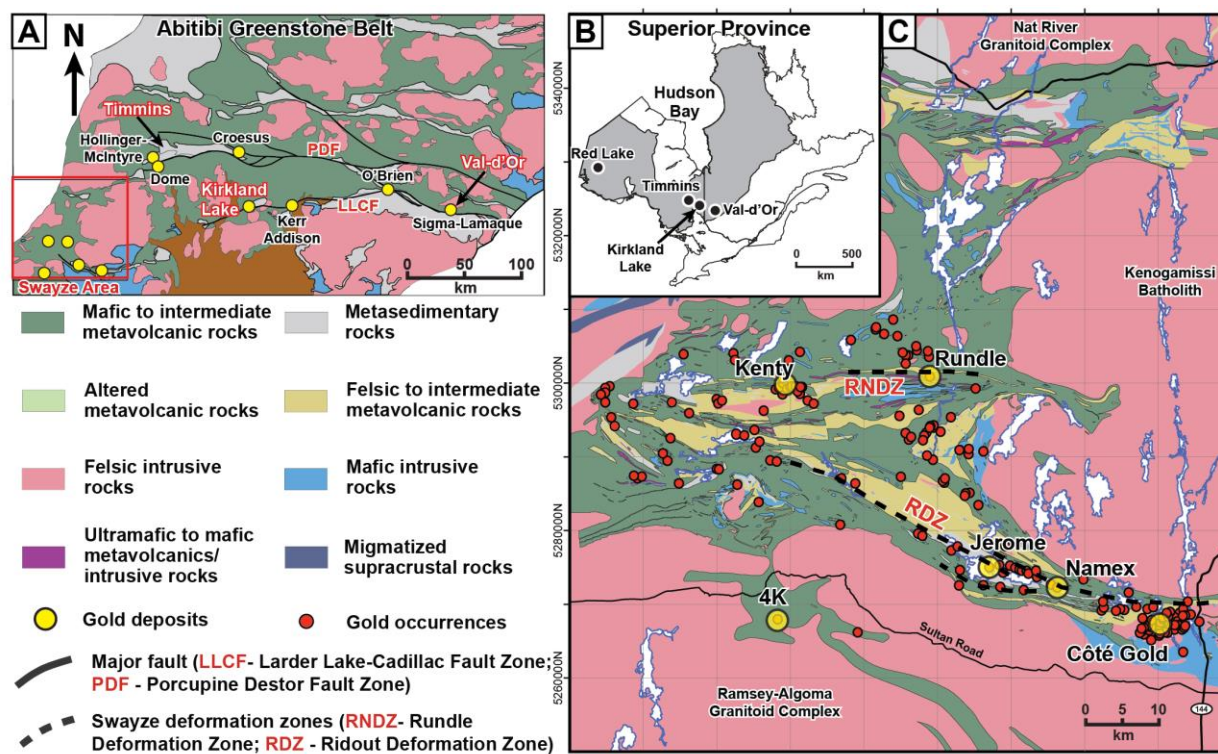 A
Abitibi Greenstone Belt
N
Timmins
Hollinger-
McIntyre
Croesus
PDF
Dome
Val-d'Or
O'Brien
Kirkland
Lake
LLCF
Kerr
Addison
Sigma-Lamaque
Swayze Area
0 50 100
km
Mafic to intermediate
metavolcanic rocks
Metasedimentary
rocks
Altered
metavolcanic rocks
Felsic to intermediate
metavolcanic rocks
Felsic intrusive
rocks
Mafic intrusive
rocks
Ultramafic to mafic
metavolcanics/
intrusive rocks
Migmatized
supracrustal rocks
Gold deposits
Gold occurrences
Major fault (LLCF- Larder Lake-Cadillac Fault Zone;
PDF - Porcupine Destor Fault Zone)
Swayze deformation zones (RNDZ- Rundle
Deformation Zone; RDZ - Ridout Deformation Zone)
B
Superior Province
Hudson
Bay
Red Lake
Timmins
Val-d'Or
Kirkland
Lake
0 500
km
C
Nat River
Granitoid Complex
Kenogamissi
Batholith
5340000N
5320000N
5300000N
5280000N
5260000N
Kenty
Rundle
RNDZ
RDZ
Jerome
Namex
4K
Côté Gold
Sultan Road
Ramsey-Algoma
Granitoid Complex
144
0 10
km